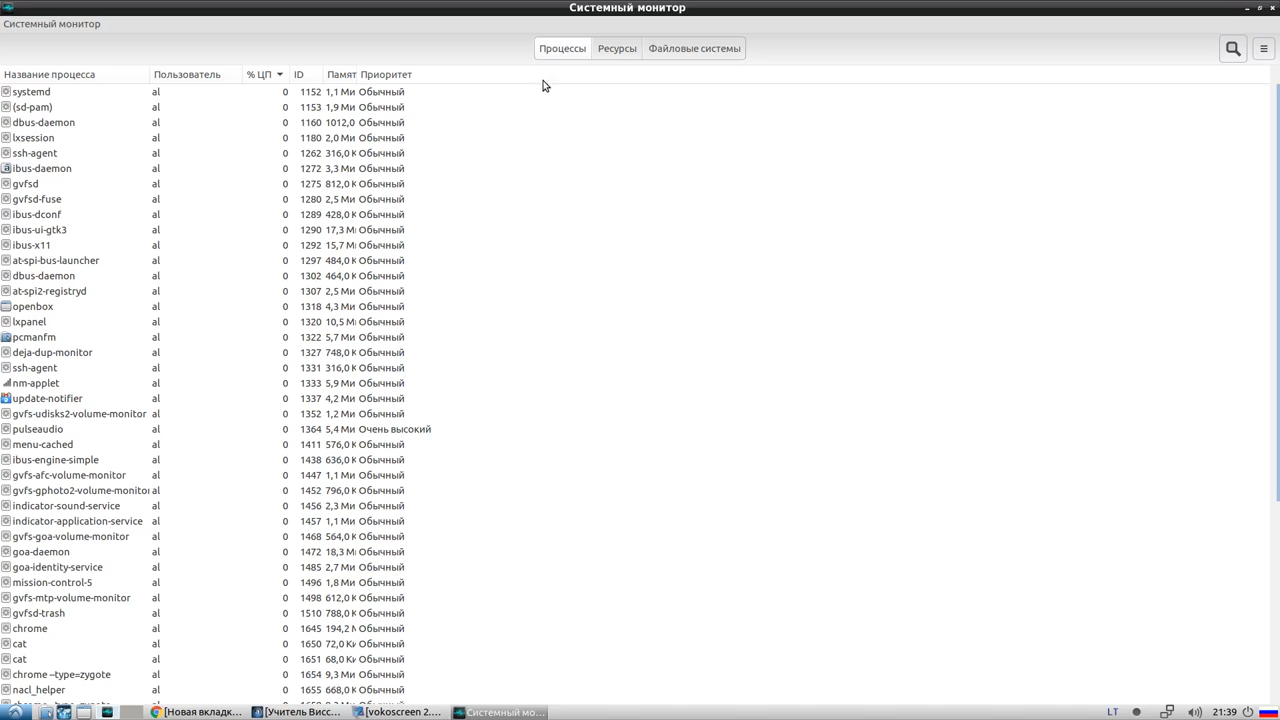 Системный монитор
Системный монитор
Процессы Ресурсы Файловые системы
Название процесса Пользователь % ЦП ID Памят Приоритет
systemd al 0 1152 1,1 Ми Обычный
(sd-pam) al 0 1153 1,9 Ми Обычный
dbus-daemon al 0 1160 1012,0 Обычный
lxsession al 0 1180 2,0 Ми Обычный
ssh-agent al 0 1262 316,0 К Обычный
ibus-daemon al 0 1272 3,3 Ми Обычный
gvfsd al 0 1275 812,0 К Обычный
gvfsd-fuse al 0 1280 2,5 Ми Обычный
ibus-dconf al 0 1289 428,0 К Обычный
ibus-ui-gtk3 al 0 1290 17,3 М Обычный
ibus-x11 al 0 1292 15,7 М Обычный
at-spi-bus-launcher al 0 1297 484,0 К Обычный
dbus-daemon al 0 1302 464,0 К Обычный
at-spi2-registryd al 0 1307 2,5 Ми Обычный
openbox al 0 1318 4,3 Ми Обычный
lxpanel al 0 1320 10,5 М Обычный
pcmanfm al 0 1322 5,7 Ми Обычный
deja-dup-monitor al 0 1327 748,0 К Обычный
ssh-agent al 0 1331 316,0 К Обычный
nm-applet al 0 1333 5,9 Ми Обычный
update-notifier al 0 1337 4,2 Ми Обычный
gvfs-udisks2-volume-monitor al 0 1352 1,2 Ми Обычный
pulseaudio al 0 1364 5,4 Ми Очень высокий
menu-cached al 0 1411 576,0 К Обычный
ibus-engine-simple al 0 1438 636,0 К Обычный
gvfs-afc-volume-monitor al 0 1447 1,1 Ми Обычный
gvfs-gphoto2-volume-monitor al 0 1452 796,0 К Обычный
indicator-sound-service al 0 1456 2,3 Ми Обычный
indicator-application-service al 0 1457 1,1 Ми Обычный
gvfs-goa-volume-monitor al 0 1468 564,0 К Обычный
goa-daemon al 0 1472 18,3 М Обычный
goa-identity-service al 0 1485 2,7 Ми Обычный
mission-control-5 al 0 1496 1,8 Ми Обычный
gvfs-mtp-volume-monitor al 0 1498 612,0 К Обычный
gvfsd-trash al 0 1510 788,0 К Обычный
chrome al 0 1645 194,2 М Обычный
cat al 0 1650 72,0 Ки Обычный
cat al 0 1651 68,0 Ки Обычный
chrome --type=zygote al 0 1654 9,3 Ми Обычный
nacl_helper al 0 1655 668,0 К Обычный
[Новая вкладк... [Учитель Висс... [vokoscreen 2.... Системный мо... LT 21:39